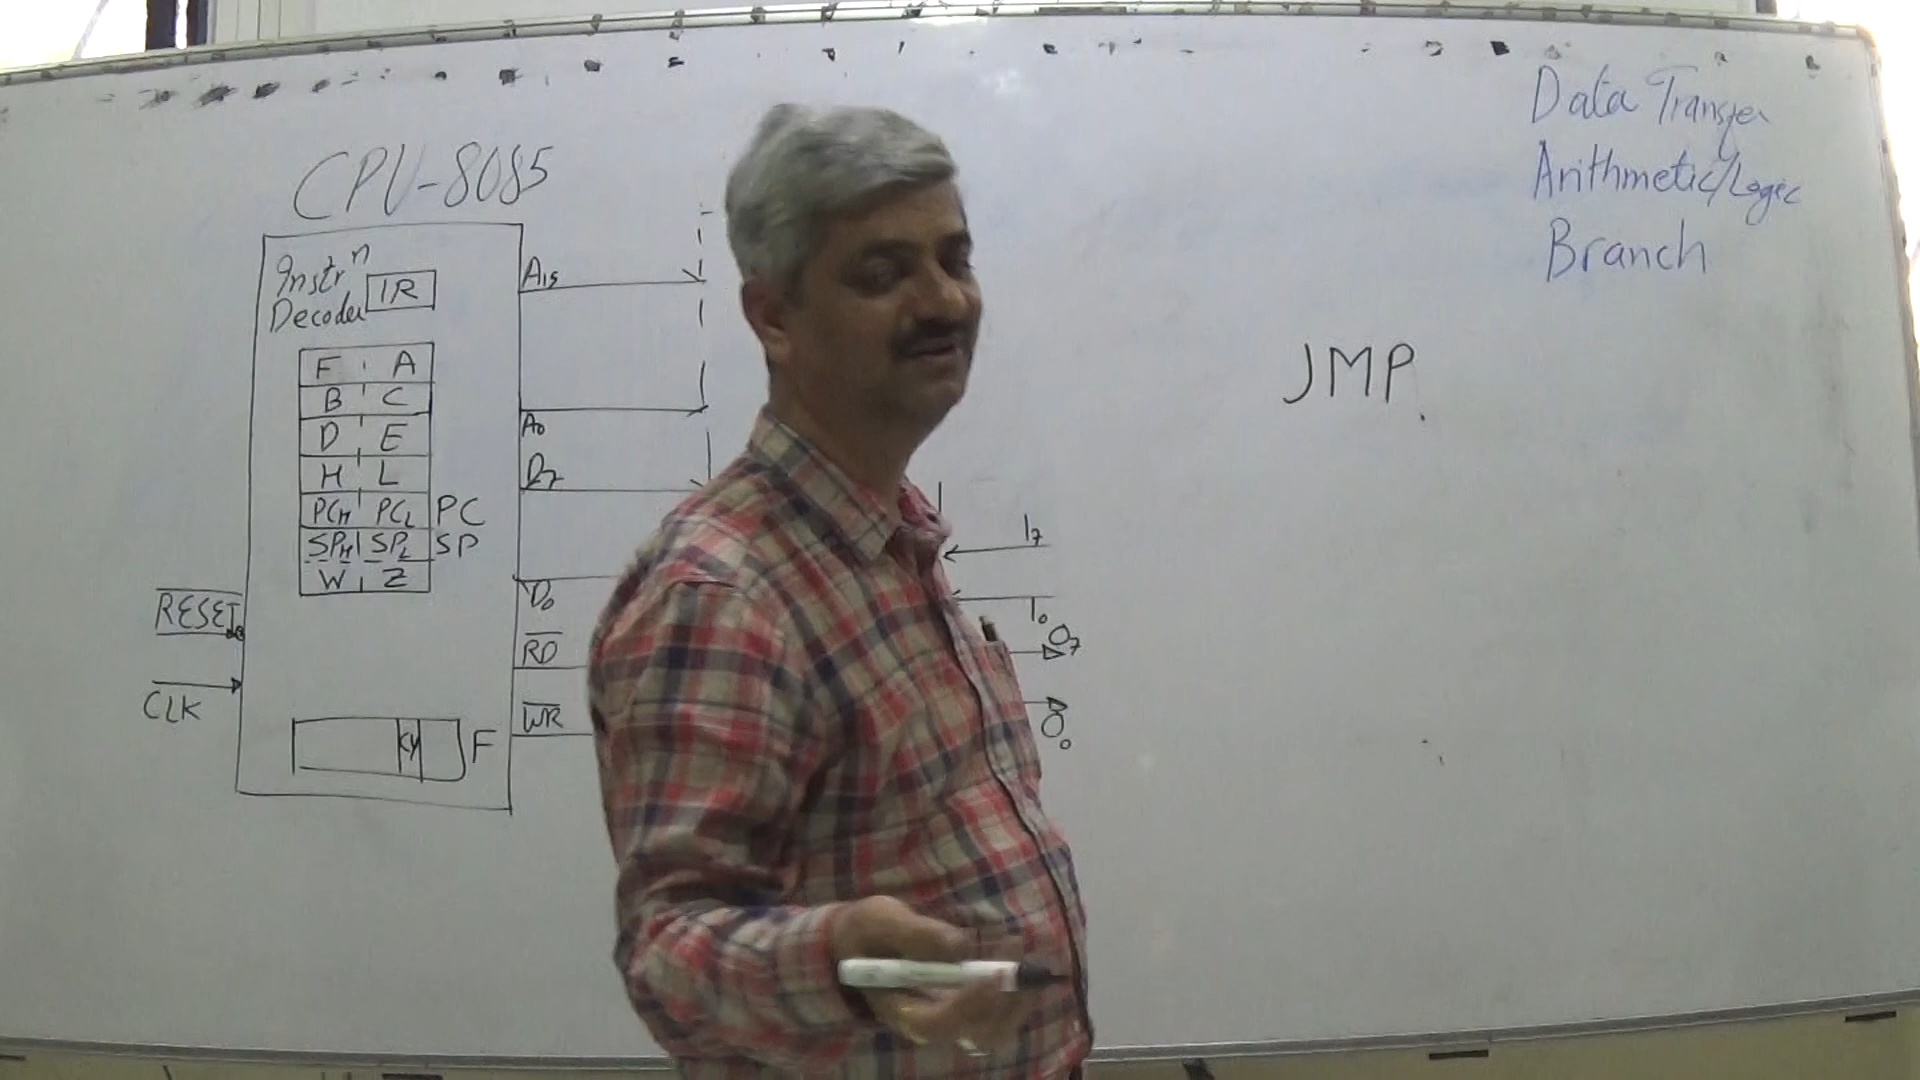 CPU-8085
Instrⁿ
Decoder
IR
F A
B C
D E
H L
PCH PCL PC
SPH SPL SP
W Z
RESET
CLK
CY F
A15
A0
D7
D0
RD
WR
I7
I0
O7
O0
JMP
Data Transfer
Arithmetic/Logic
Branch